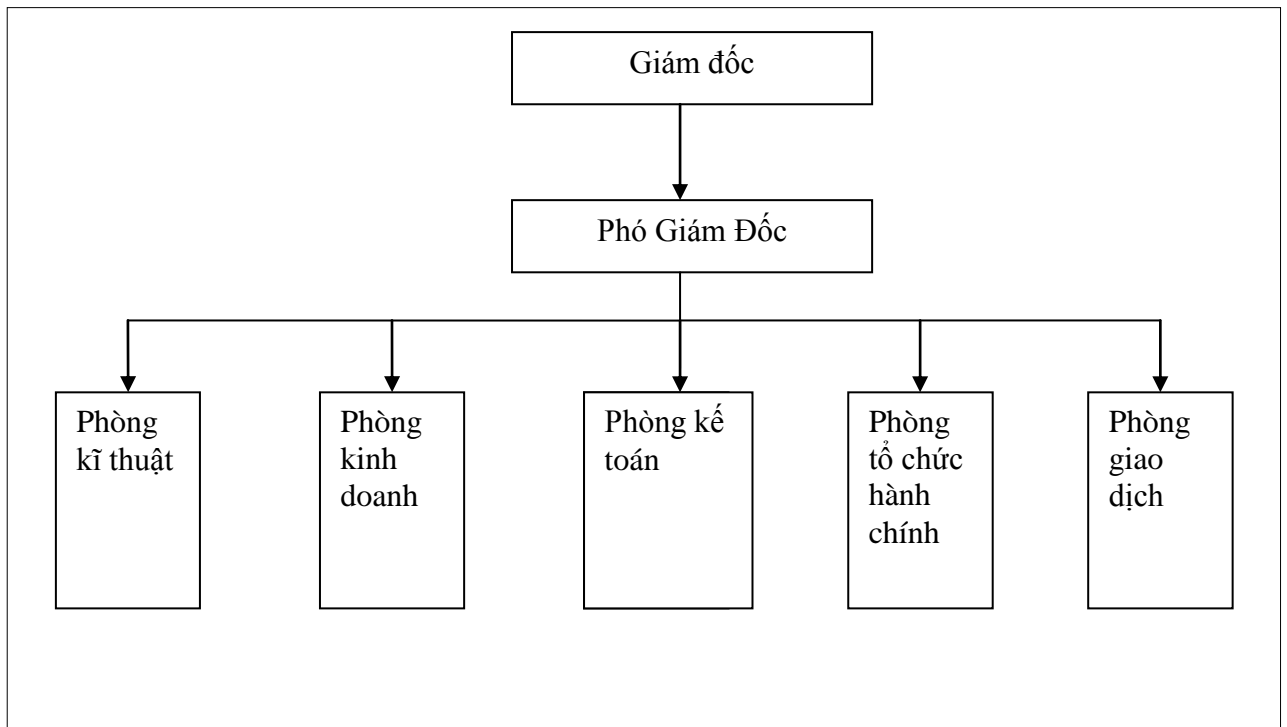 Giám đốc
Phó Giám Đốc
Phòng
kĩ thuật
Phòng
kinh
doanh
Phòng kế
toán
Phòng
tổ chức
hành
chính
Phòng
giao
dịch